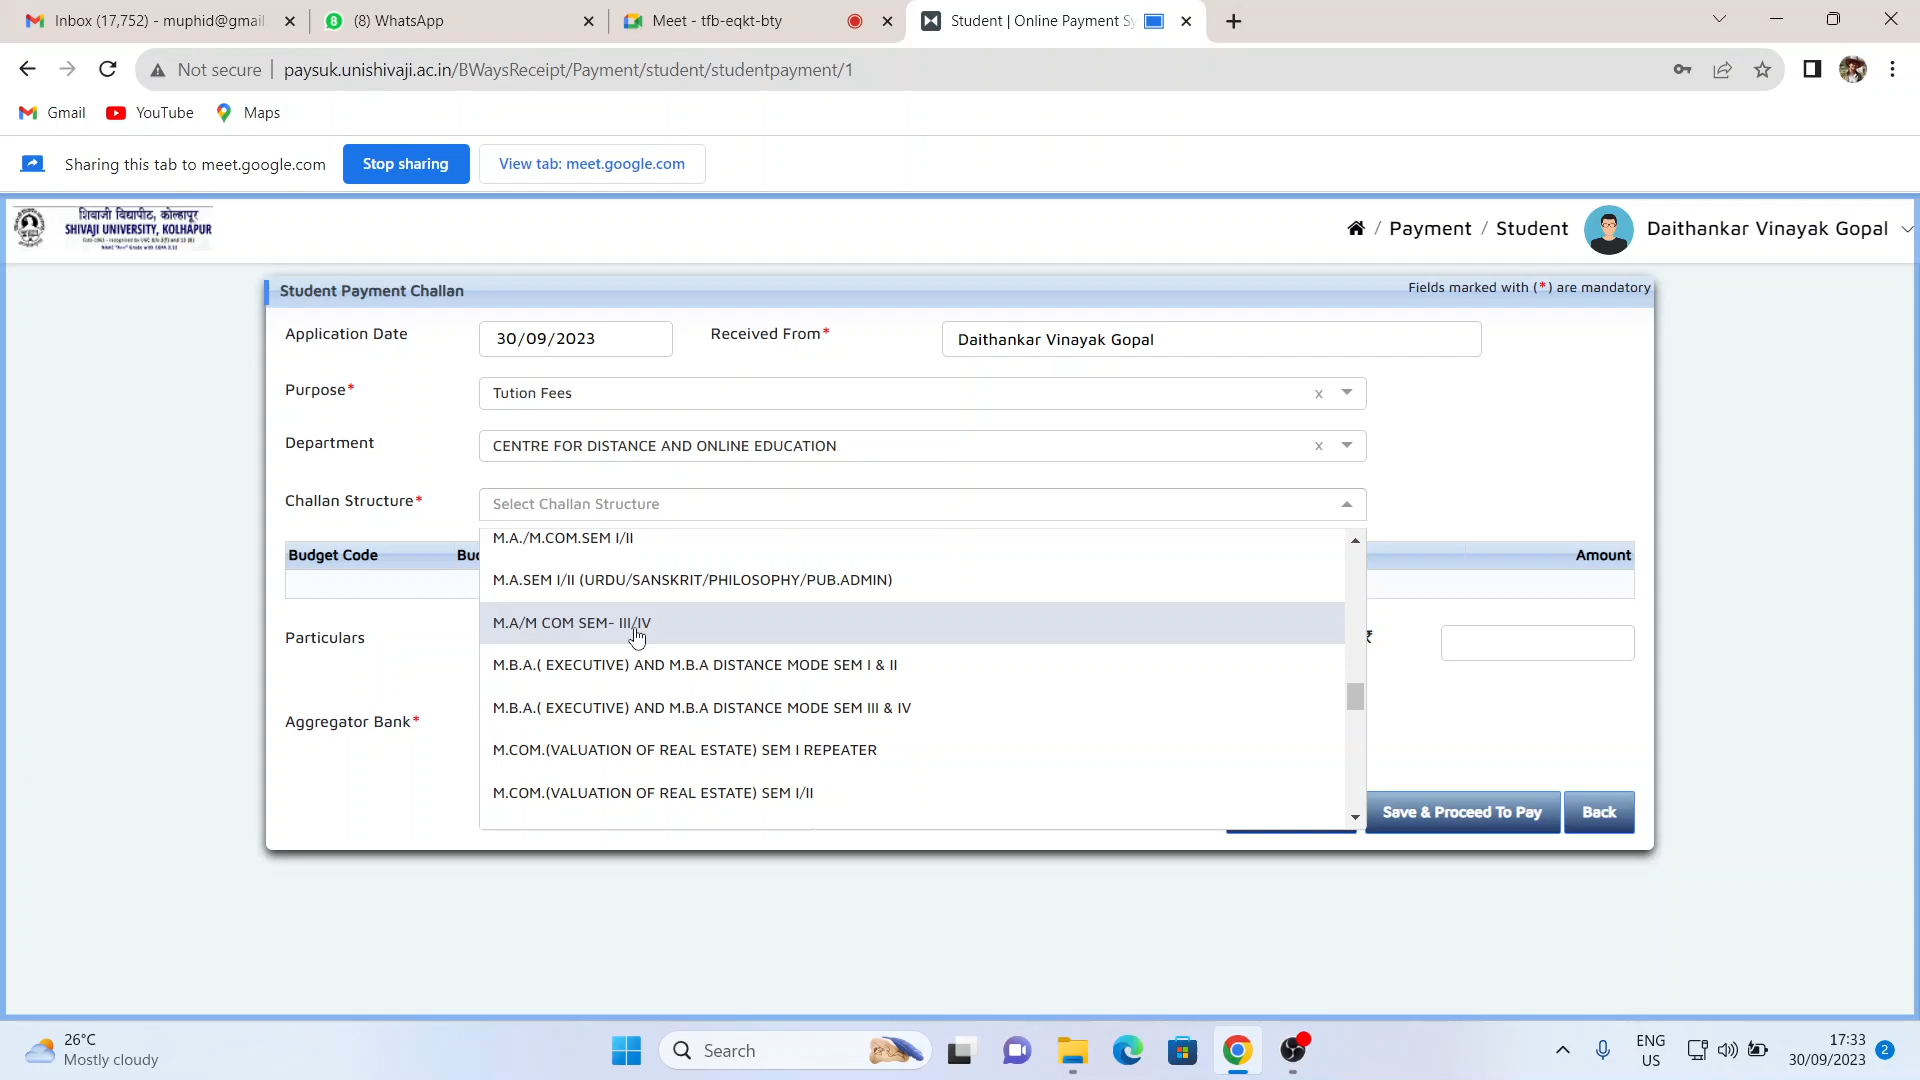 Inbox (17,752) - muphid@gmail
8 (8) WhatsApp
Meet - tfb-eqkt-bty
Student | Online Payment Sy
Not secure | paysuk.unishivaji.ac.in/BWaysReceipt/Payment/student/studentpayment/1
Gmail YouTube Maps
Sharing this tab to meet.google.com Stop sharing View tab: meet.google.com
शिवाजी विद्यापीठ, कोल्हापूर
SHIVAJI UNIVERSITY, KOLHAPUR
/ Payment / Student Daithankar Vinayak Gopal
Student Payment Challan Fields marked with (*) are mandatory
Application Date 30/09/2023 Received From* Daithankar Vinayak Gopal
Purpose* Tution Fees x
Department CENTRE FOR DISTANCE AND ONLINE EDUCATION x
Challan Structure* Select Challan Structure
M.A./M.COM.SEM I/II
Budget Code Bu Amount
M.A.SEM I/II (URDU/SANSKRIT/PHILOSOPHY/PUB.ADMIN)
M.A/M COM SEM- III/IV
Particulars ₹
M.B.A.( EXECUTIVE) AND M.B.A DISTANCE MODE SEM I & II
M.B.A.( EXECUTIVE) AND M.B.A DISTANCE MODE SEM III & IV
Aggregator Bank*
M.COM.(VALUATION OF REAL ESTATE) SEM I REPEATER
M.COM.(VALUATION OF REAL ESTATE) SEM I/II
Save & Proceed To Pay Back
26°C
Mostly cloudy
Search
ENG
US
17:33
30/09/2023 2